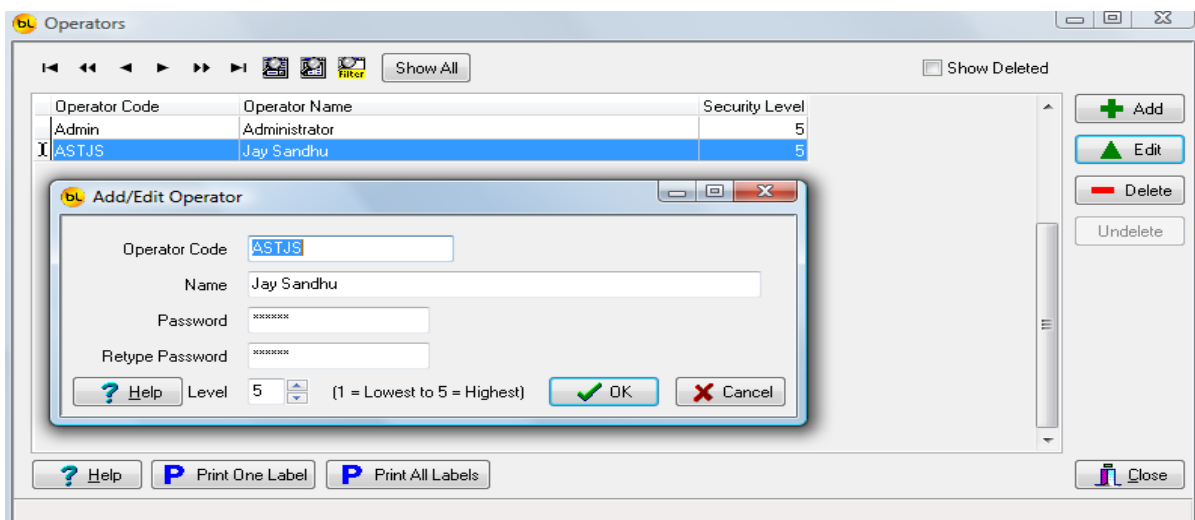 bL Operators
filter Show All Show Deleted
Operator Code Operator Name Security Level
Admin Administrator 5
ASTJS Jay Sandhu 5
Add
Edit
Delete
Undelete
bL Add/Edit Operator
Operator Code ASTJS
Name Jay Sandhu
Password ******
Retype Password ******
? Help Level 5 (1 = Lowest to 5 = Highest) OK Cancel
? Help P Print One Label P Print All Labels Close